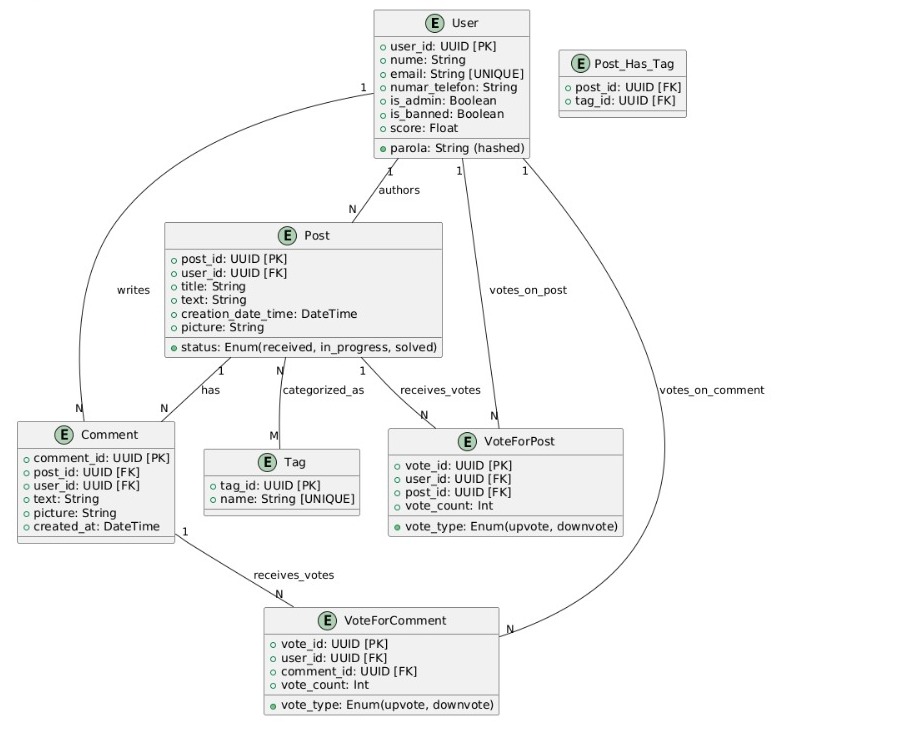 E User
+ user_id: UUID [PK]
nume: String
email: String [UNIQUE]
numar_telefon: String
is_admin: Boolean
is_banned: Boolean
score: Float
parola: String (hashed)
E Post_Has_Tag
post_id: UUID [FK]
tag_id: UUID [FK]
1
1
1
1
authors
N
E Post
post_id: UUID [PK]
user_id: UUID [FK]
title: String
text: String
creation_date_time: DateTime
picture: String
status: Enum(received, in_progress, solved)
writes
votes_on_post
1
N
1
has
categorized_as
receives_votes
votes_on_comment
N
N
M
N
N
E Comment
comment_id: UUID [PK]
post_id: UUID [FK]
user_id: UUID [FK]
text: String
picture: String
created_at: DateTime
E Tag
tag_id: UUID [PK]
name: String [UNIQUE]
E VoteForPost
vote_id: UUID [PK]
user_id: UUID [FK]
post_id: UUID [FK]
vote_count: Int
vote_type: Enum(upvote, downvote)
1
receives_votes
N
N
E VoteForComment
vote_id: UUID [PK]
user_id: UUID [FK]
comment_id: UUID [FK]
vote_count: Int
vote_type: Enum(upvote, downvote)